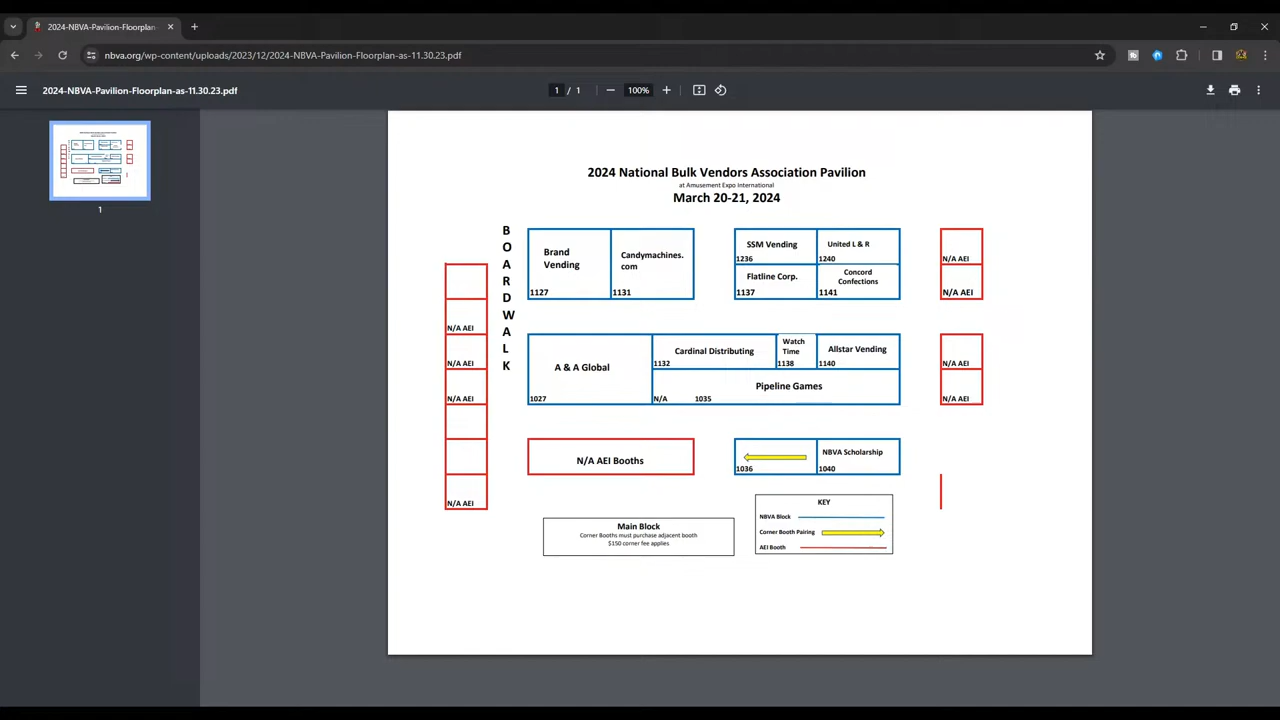 2024-NBVA-Pavilion-Floorplan-
nbva.org/wp-content/uploads/2023/12/2024-NBVA-Pavilion-Floorplan-as-11.30.23.pdf
2024-NBVA-Pavilion-Floorplan-as-11.30.23.pdf
1 / 1
100%
1
2024 National Bulk Vendors Association Pavilion
at Amusement Expo International
March 20-21, 2024
BOARDWALK
N/A AEI
N/A AEI
N/A AEI
N/A AEI
Brand
Vending
1127
Candymachines.
com
1131
SSM Vending
1236
United L & R
1240
Flatline Corp.
1137
Concord
Confections
1141
N/A AEI
N/A AEI
A & A Global
1027
Cardinal Distributing
1132
Watch
Time
1138
Allstar Vending
1140
Pipeline Games
N/A 1035
N/A AEI
N/A AEI
N/A AEI Booths
1036
NBVA Scholarship
1040
Main Block
Corner Booths must purchase adjacent booth
$150 corner fee applies
KEY
NBVA Block
Corner Booth Pairing
AEI Booth